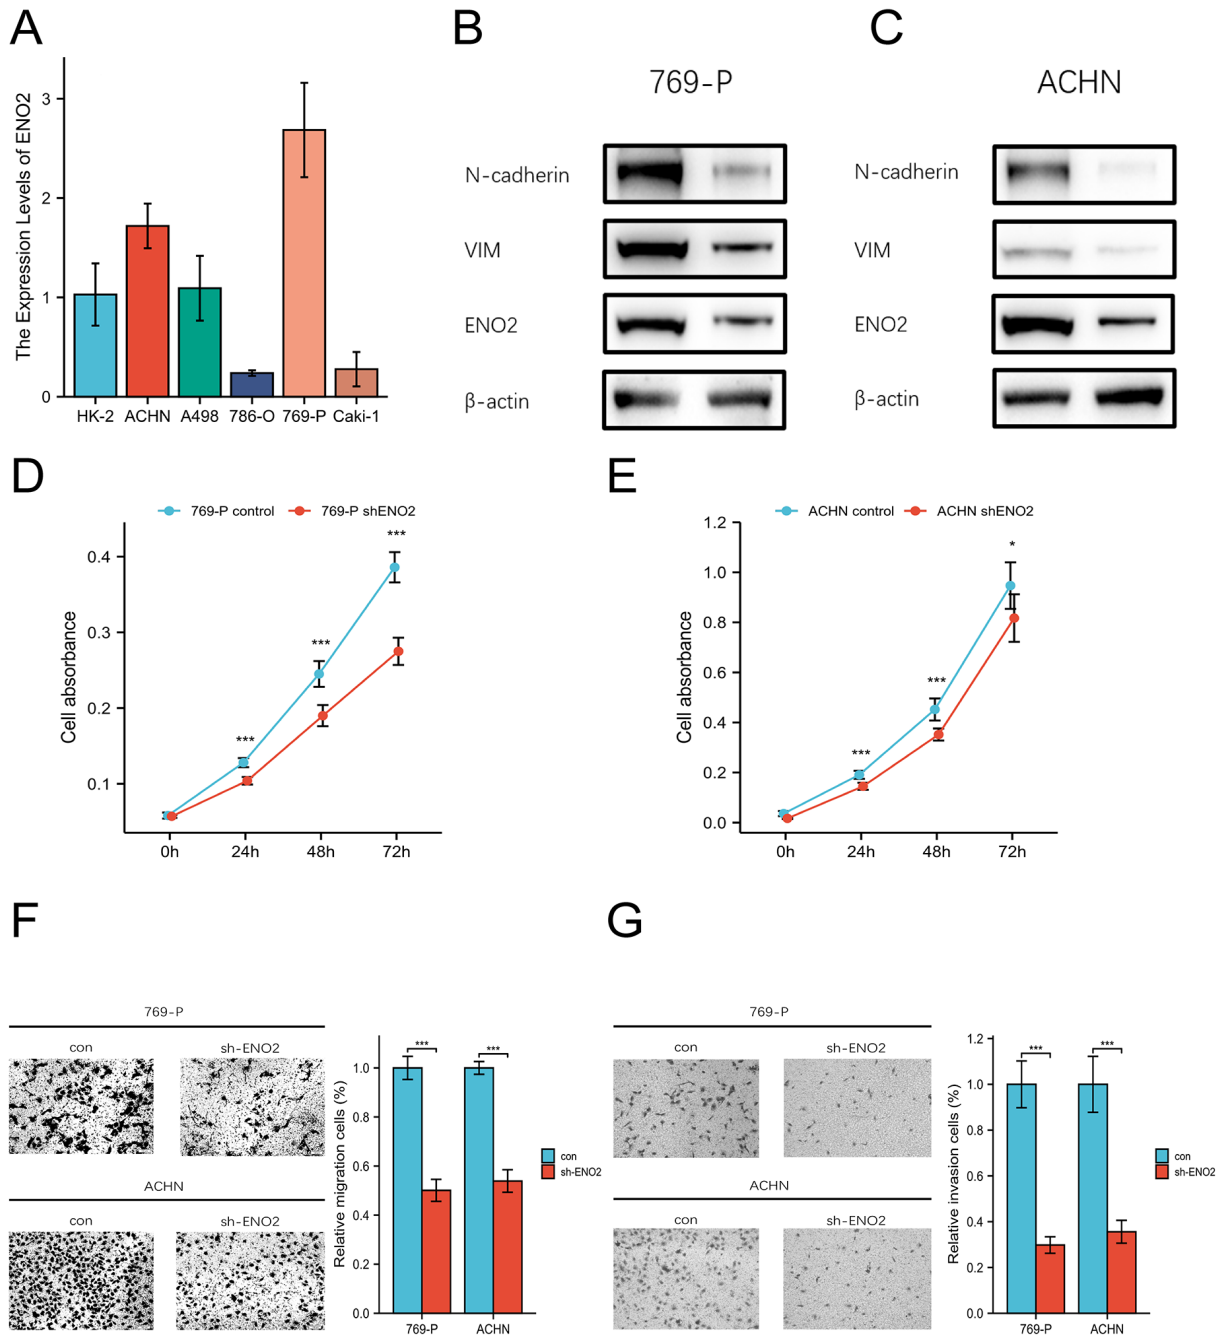 A
The Expression Levels of ENO2
3
2
1
0
HK-2 ACHN A498 786-O 769-P Caki-1
B
769-P
N-cadherin
VIM
ENO2
β-actin
C
ACHN
N-cadherin
VIM
ENO2
β-actin
D
769-P control 769-P shENO2
Cell absorbance
0.4
0.3
0.2
0.1
***
***
***
0h 24h 48h 72h
E
ACHN control ACHN shENO2
Cell absorbance
1.2
1.0
0.8
0.6
0.4
0.2
0.0
***
***
*
0h 24h 48h 72h
F
769-P
con sh-ENO2
ACHN
con sh-ENO2
Relative migration cells (%)
1.0
0.8
0.6
0.4
0.2
0.0
*** ***
769-P ACHN
con
sh-ENO2
G
769-P
con sh-ENO2
ACHN
con sh-ENO2
Relative invasion cells (%)
1.2
1.0
0.8
0.6
0.4
0.2
0.0
*** ***
769-P ACHN
con
sh-ENO2